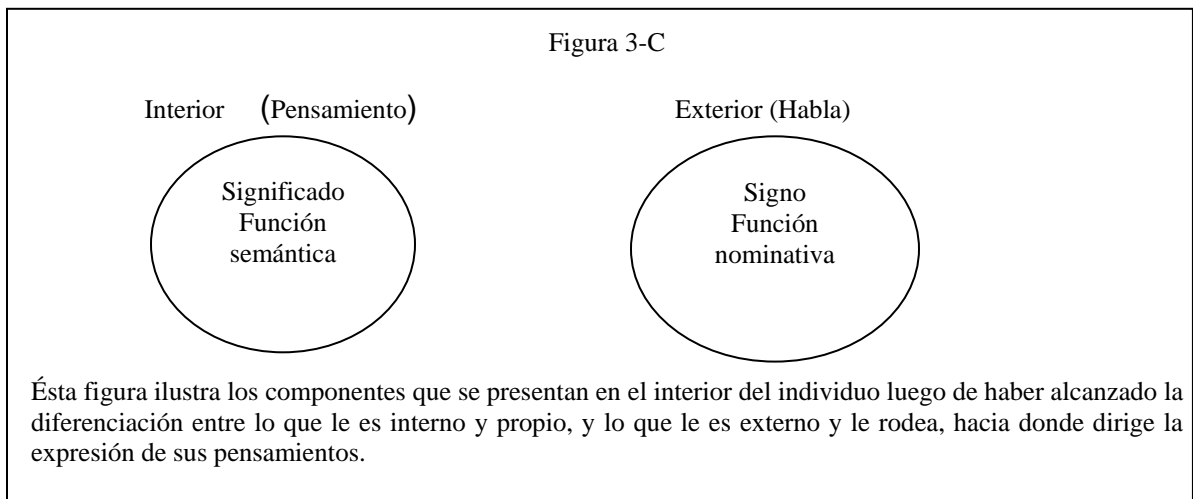 Figura 3-C
Interior (Pensamiento)
Exterior (Habla)
Significado
Función
semántica
Signo
Función
nominativa
Ésta figura ilustra los componentes que se presentan en el interior del individuo luego de haber alcanzado la
diferenciación entre lo que le es interno y propio, y lo que le es externo y le rodea, hacia donde dirige la
expresión de sus pensamientos.